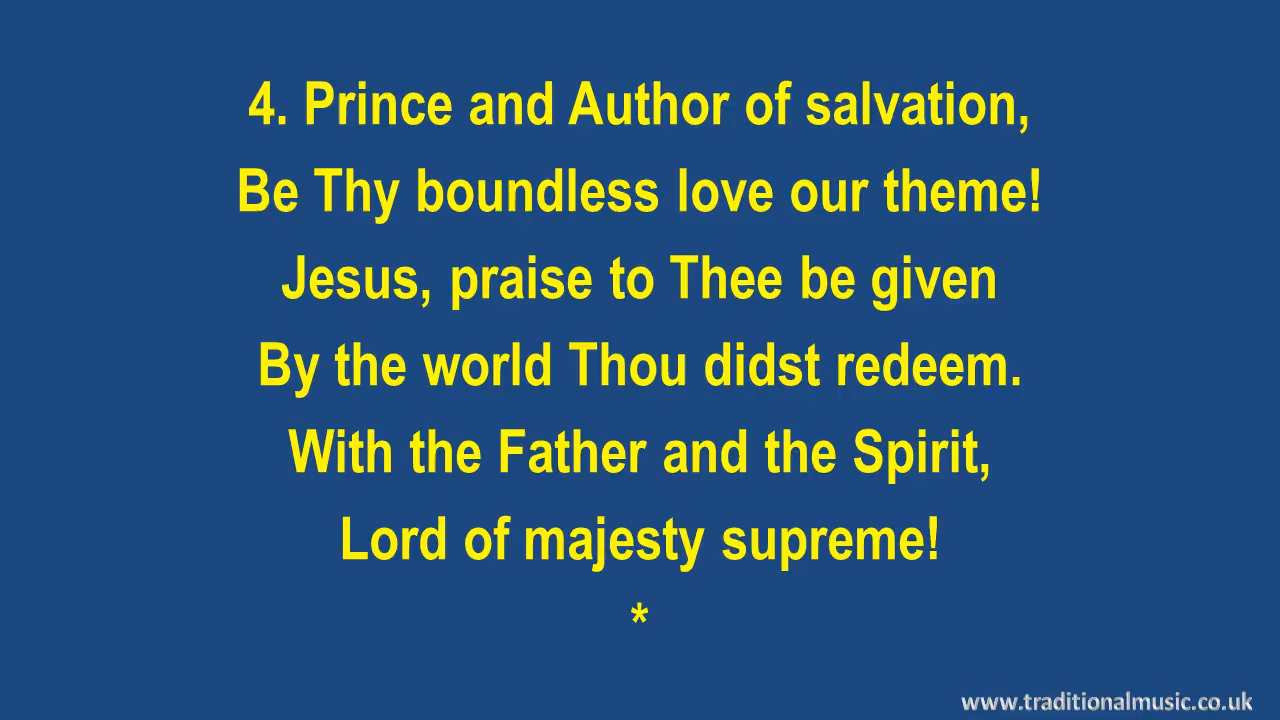 4. Prince and Author of salvation,
Be Thy boundless love our theme!
Jesus, praise to Thee be given
By the world Thou didst redeem.
With the Father and the Spirit,
Lord of majesty supreme!
*
www.traditionalmusic.co.uk